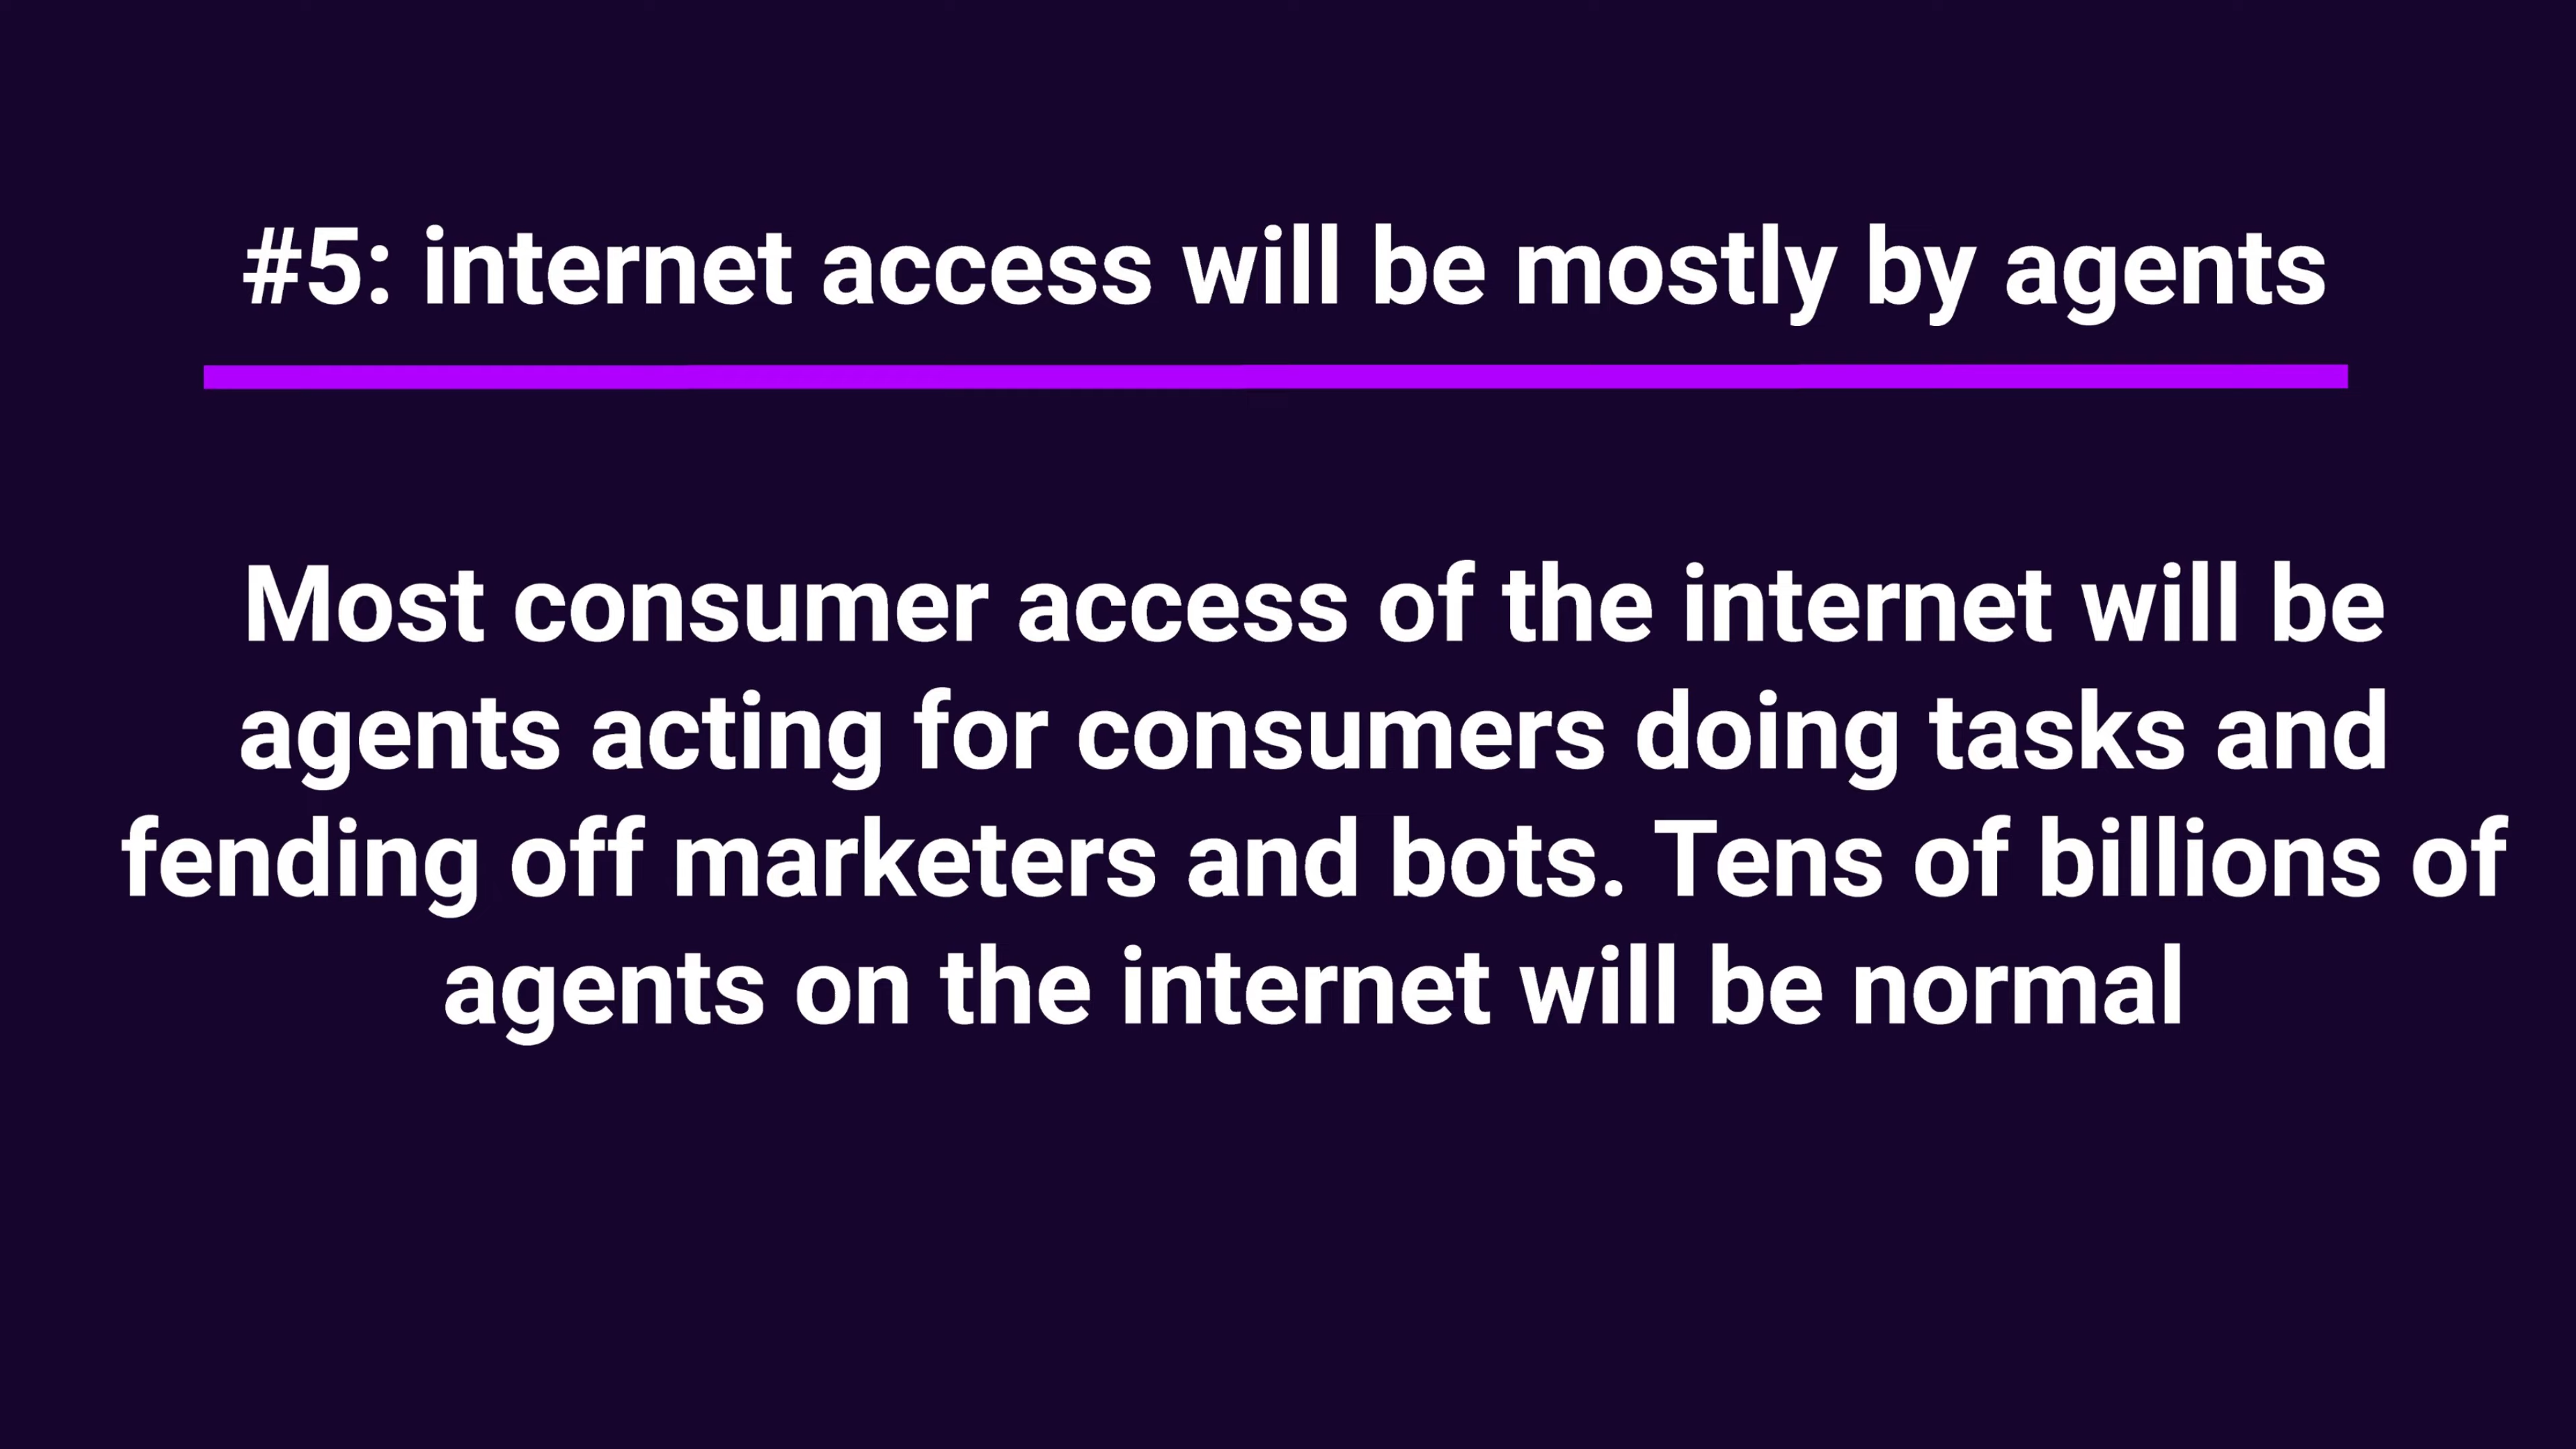 #5: internet access will be mostly by agents
Most consumer access of the internet will be
agents acting for consumers doing tasks and
fending off marketers and bots. Tens of billions of
agents on the internet will be normal